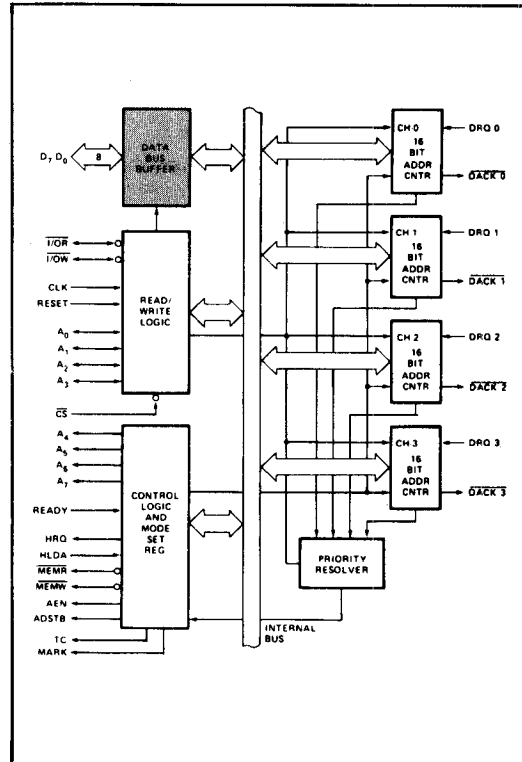 DATA
BUS
BUFFER
D7 D0
8
I/OR
I/OW
CLK
RESET
A0
A1
A2
A3
CS
READ/
WRITE
LOGIC
A4
A5
A6
A7
READY
HRQ
HLDA
MEMR
MEMW
AEN
ADSTB
TC
MARK
CONTROL
LOGIC
AND
MODE
SET
REG
INTERNAL
BUS
CH-0
16
BIT
ADDR
CNTR
DRQ 0
DACK 0
CH 1
16
BIT
ADDR
CNTR
DRQ 1
DACK 1
CH 2
16
BIT
ADDR
CNTR
DRQ 2
DACK 2
CH-3
16
BIT
ADDR
CNTR
DRQ 3
DACK 3
PRIORITY
RESOLVER